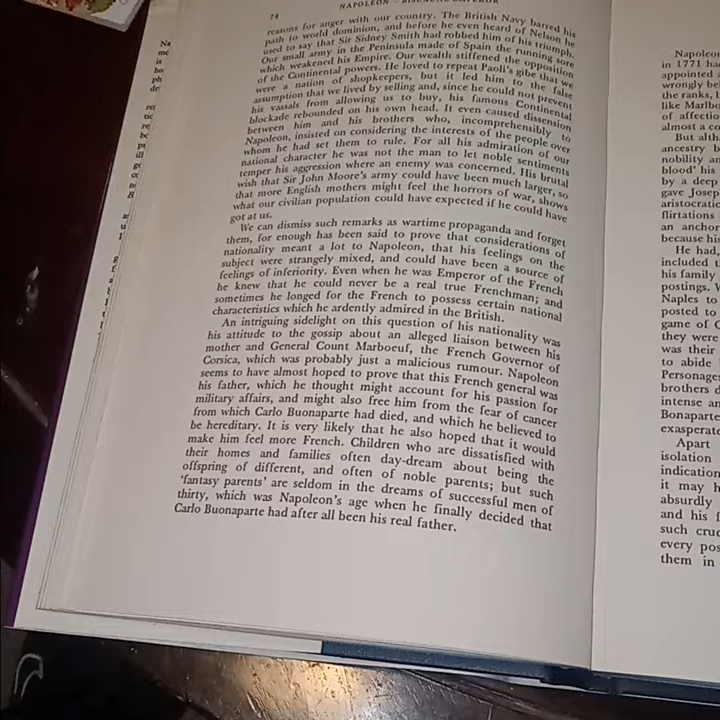 74
NAPOLEON
reasons for anger with our country. The British Navy barred his
path to world dominion, and before he even heard of Nelson he
used to say that Sir Sidney Smith had robbed him of his triumph.
Our small army in the Peninsula made of Spain the running sore
which weakened his Empire. Our wealth stiffened the opposition
of the Continental powers. He loved to repeat Paoli's gibe that we
were a nation of shopkeepers, but it led him to the false
assumption that we lived by selling and, since he could not prevent
his vassals from allowing us to buy, his famous Continental
blockade rebounded on his own head. It even caused dissension
between him and his brothers who, incomprehensibly to
Napoleon, insisted on considering the interests of the people over
whom he had set them to rule. For all his admiration of our
national character he was not the man to let noble sentiments
temper his aggression where an enemy was concerned. His brutal
wish that Sir John Moore's army could have been much larger, so
that more English mothers might feel the horrors of war, shows
what our civilian population could have expected if he could have
got at us.
We can dismiss such remarks as wartime propaganda and forget
them, for enough has been said to prove that considerations of
nationality meant a lot to Napoleon, that his feelings on the
subject were strangely mixed, and could have been a source of
feelings of inferiority. Even when he was Emperor of the French
he knew that he could never be a real true Frenchman; and
sometimes he longed for the French to possess certain national
characteristics which he ardently admired in the British.
An intriguing sidelight on this question of his nationality was
his attitude to the gossip about an alleged liaison between his
mother and General Count Marboeuf, the French Governor of
Corsica, which was probably just a malicious rumour. Napoleon
seems to have almost hoped to prove that this French general was
his father, which he thought might account for his passion for
military affairs, and might also free him from the fear of cancer
from which Carlo Buonaparte had died, and which he believed to
be hereditary. It is very likely that he also hoped that it would
make him feel more French. Children who are dissatisfied with
their homes and families often day-dream about being the
offspring of different, and often of noble parents; but such
'fantasy parents' are seldom in the dreams of successful men of
thirty, which was Napoleon's age when he finally decided that
Carlo Buonaparte had after all been his real father.
Napoleo
in 1771 ha
appointed
wrongly be
the ranks,
like Marlb
of affectio
almost a co
But alth
ancestry b
nobility an
blood' his
by a deep
gave Josep
aristocratic
flirtations
an anchor
because hi
He had,
included t
his family
postings.
Naples to
posted to
game of C
they were
was their
to abide
Personage
brothers d
intense an
Bonaparte
exasperate
Apart
isolation
indication
it may h
absurdly
and his f
such cruc
every pos
them in